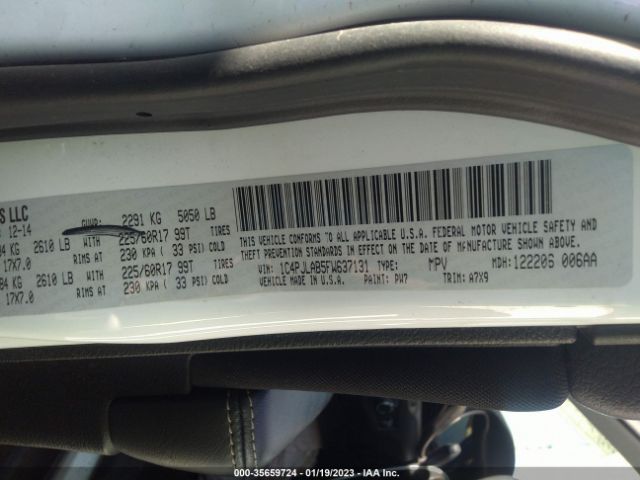 S LLC
12-14
GVWR: 2291 KG 5050 LB
84 KG 2610 LB WITH 225/60R17 99T TIRES
17X7.0 RIMS AT 230 KPA ( 33 PSI) COLD
84 KG 2610 LB WITH 225/60R17 99T TIRES
17X7.0 RIMS AT 230 KPA ( 33 PSI) COLD
THIS VEHICLE CONFORMS TO ALL APPLICABLE U.S.A. FEDERAL MOTOR VEHICLE SAFETY AND
THEFT PREVENTION STANDARDS IN EFFECT ON THE DATE OF MANUFACTURE SHOWN ABOVE.
VIN: 1C4PJLAB5FW637131 TYPE: MPV MDH: 122206 006AA
VEHICLE MADE IN U.S.A. PAINT: PW7 TRIM: A7X9
000-35659724 - 01/19/2023 - IAA Inc.